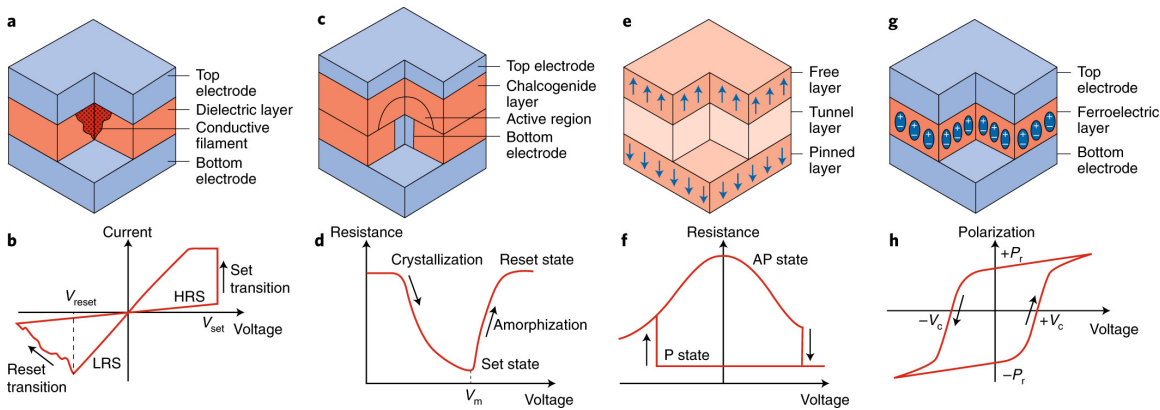 a
Top
electrode
Dielectric layer
Conductive
filament
Bottom
electrode
b
Current
Set
transition
HRS
V_reset
V_set
Voltage
LRS
Reset
transition
c
Top electrode
Chalcogenide
layer
Active region
Bottom
electrode
d
Resistance
Crystallization
Reset state
Amorphization
Set state
V_m
Voltage
e
Free
layer
Tunnel
layer
Pinned
layer
f
Resistance
AP state
P state
Voltage
g
Top
electrode
Ferroelectric
layer
Bottom
electrode
+ + + + + + + + + +
− − − − − − − − − −
h
Polarization
+P_r
−V_c
+V_c
Voltage
−P_r